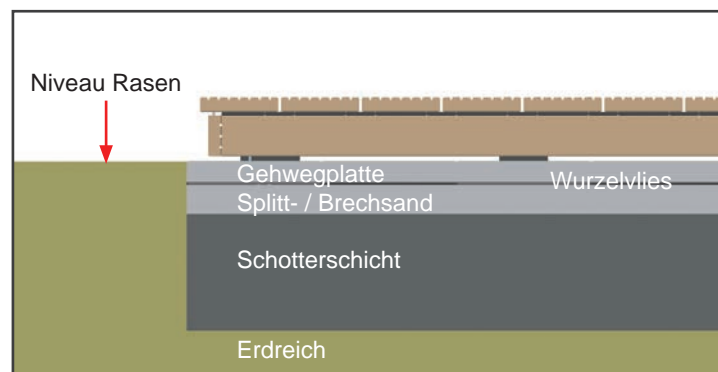 Niveau Rasen
Gehwegplatte
Wurzelvlies
Splitt- / Brechsand
Schotterschicht
Erdreich